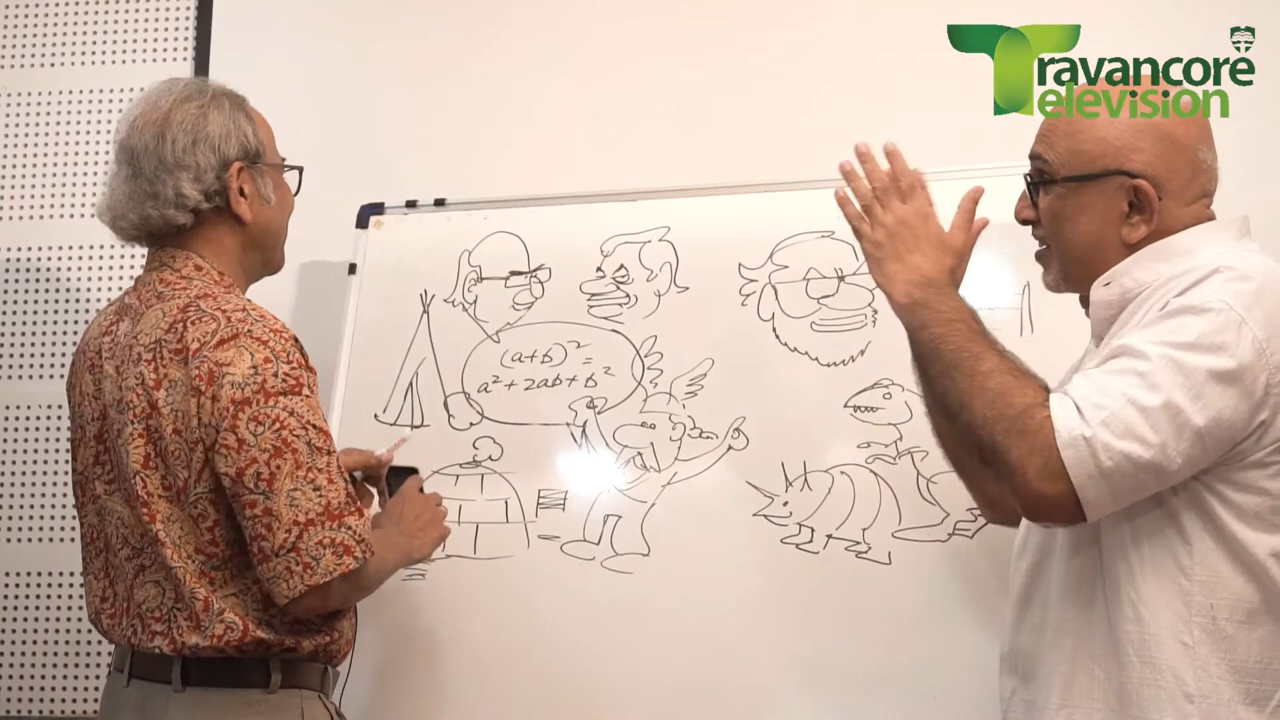 Travancore
Television
(a+b)²=
a²+2ab+b²